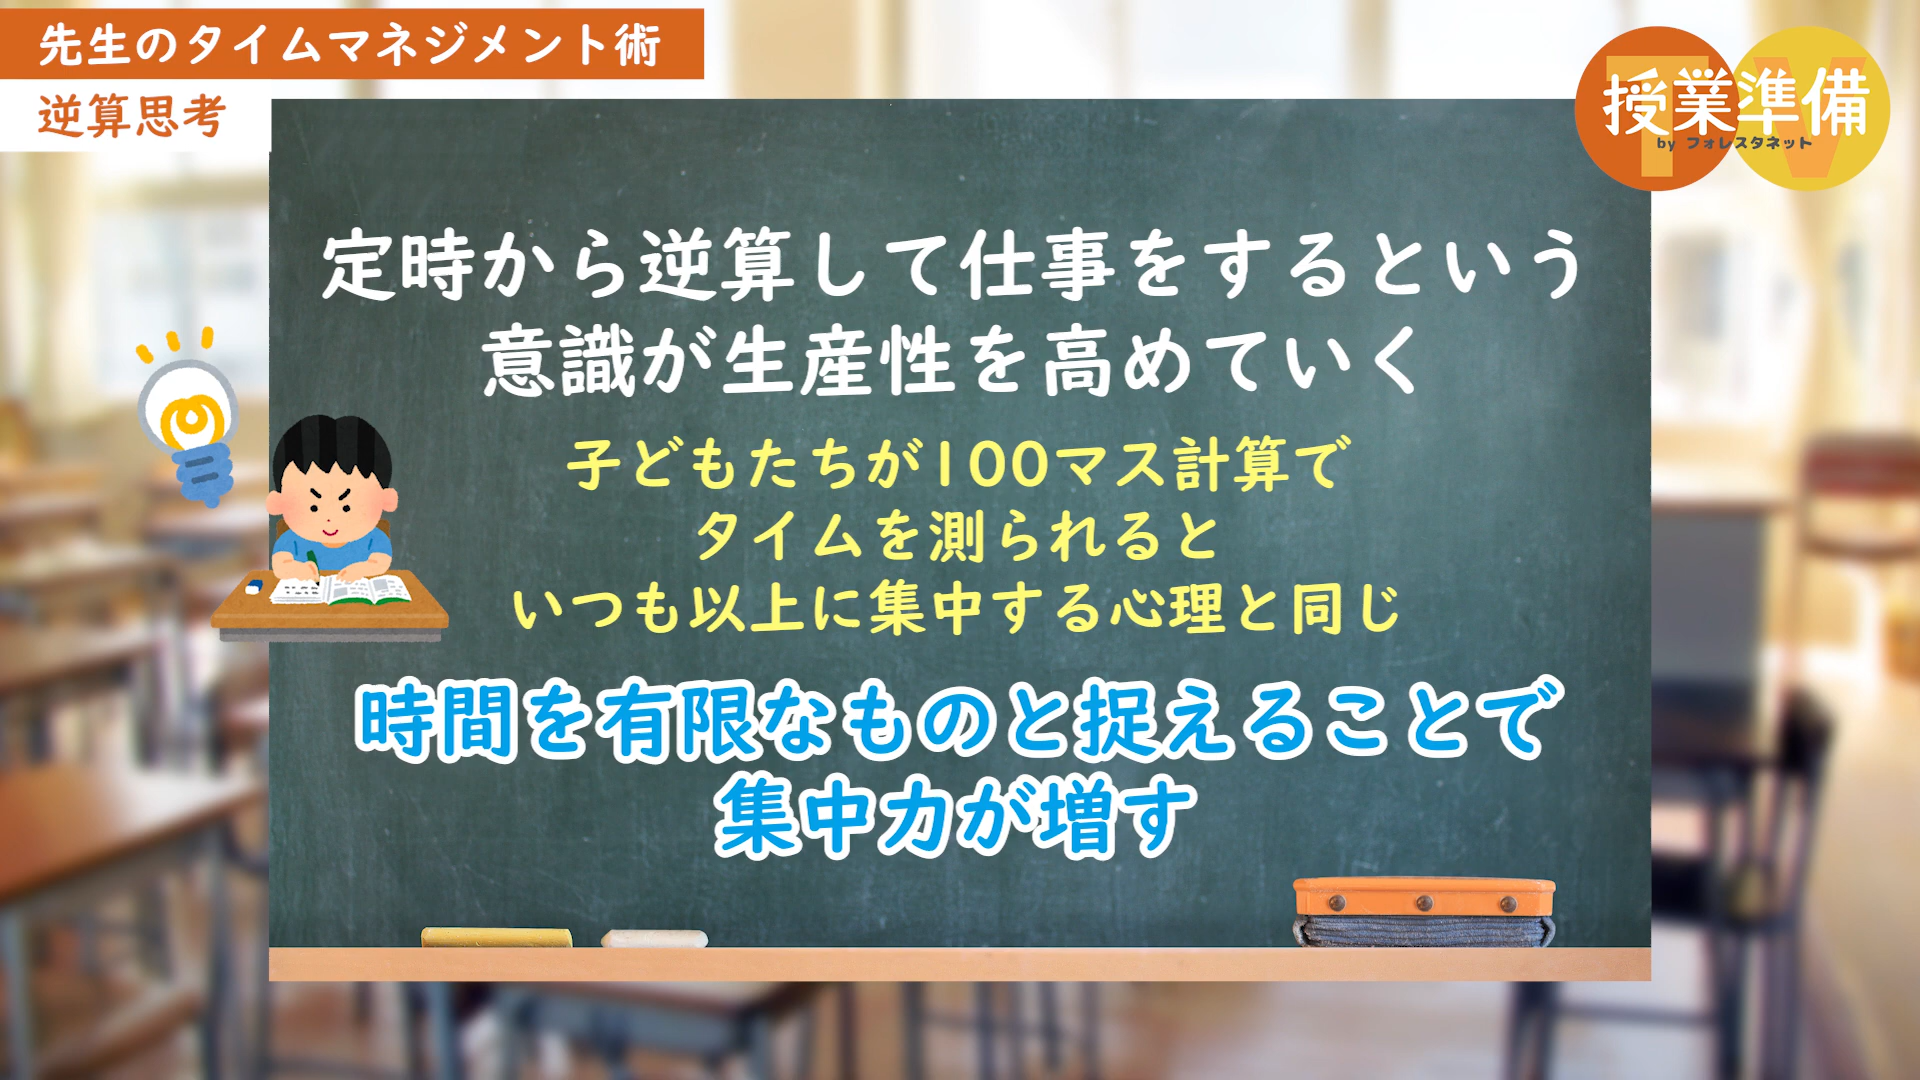 先生のタイムマネジメント術
逆算思考
授業準備
TV
by フォレスタネット
定時から逆算して仕事をするという
意識が生産性を高めていく
子どもたちが100マス計算で
タイムを測られると
いつも以上に集中する心理と同じ
時間を有限なものと捉えることで
集中力が増す